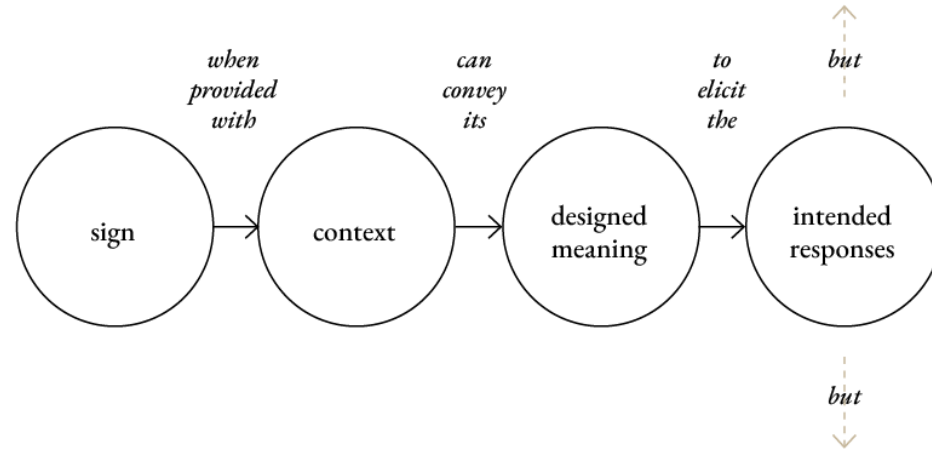 when
provided
with
can
convey
its
to
elicit
the
but
sign
context
designed
meaning
intended
responses
but